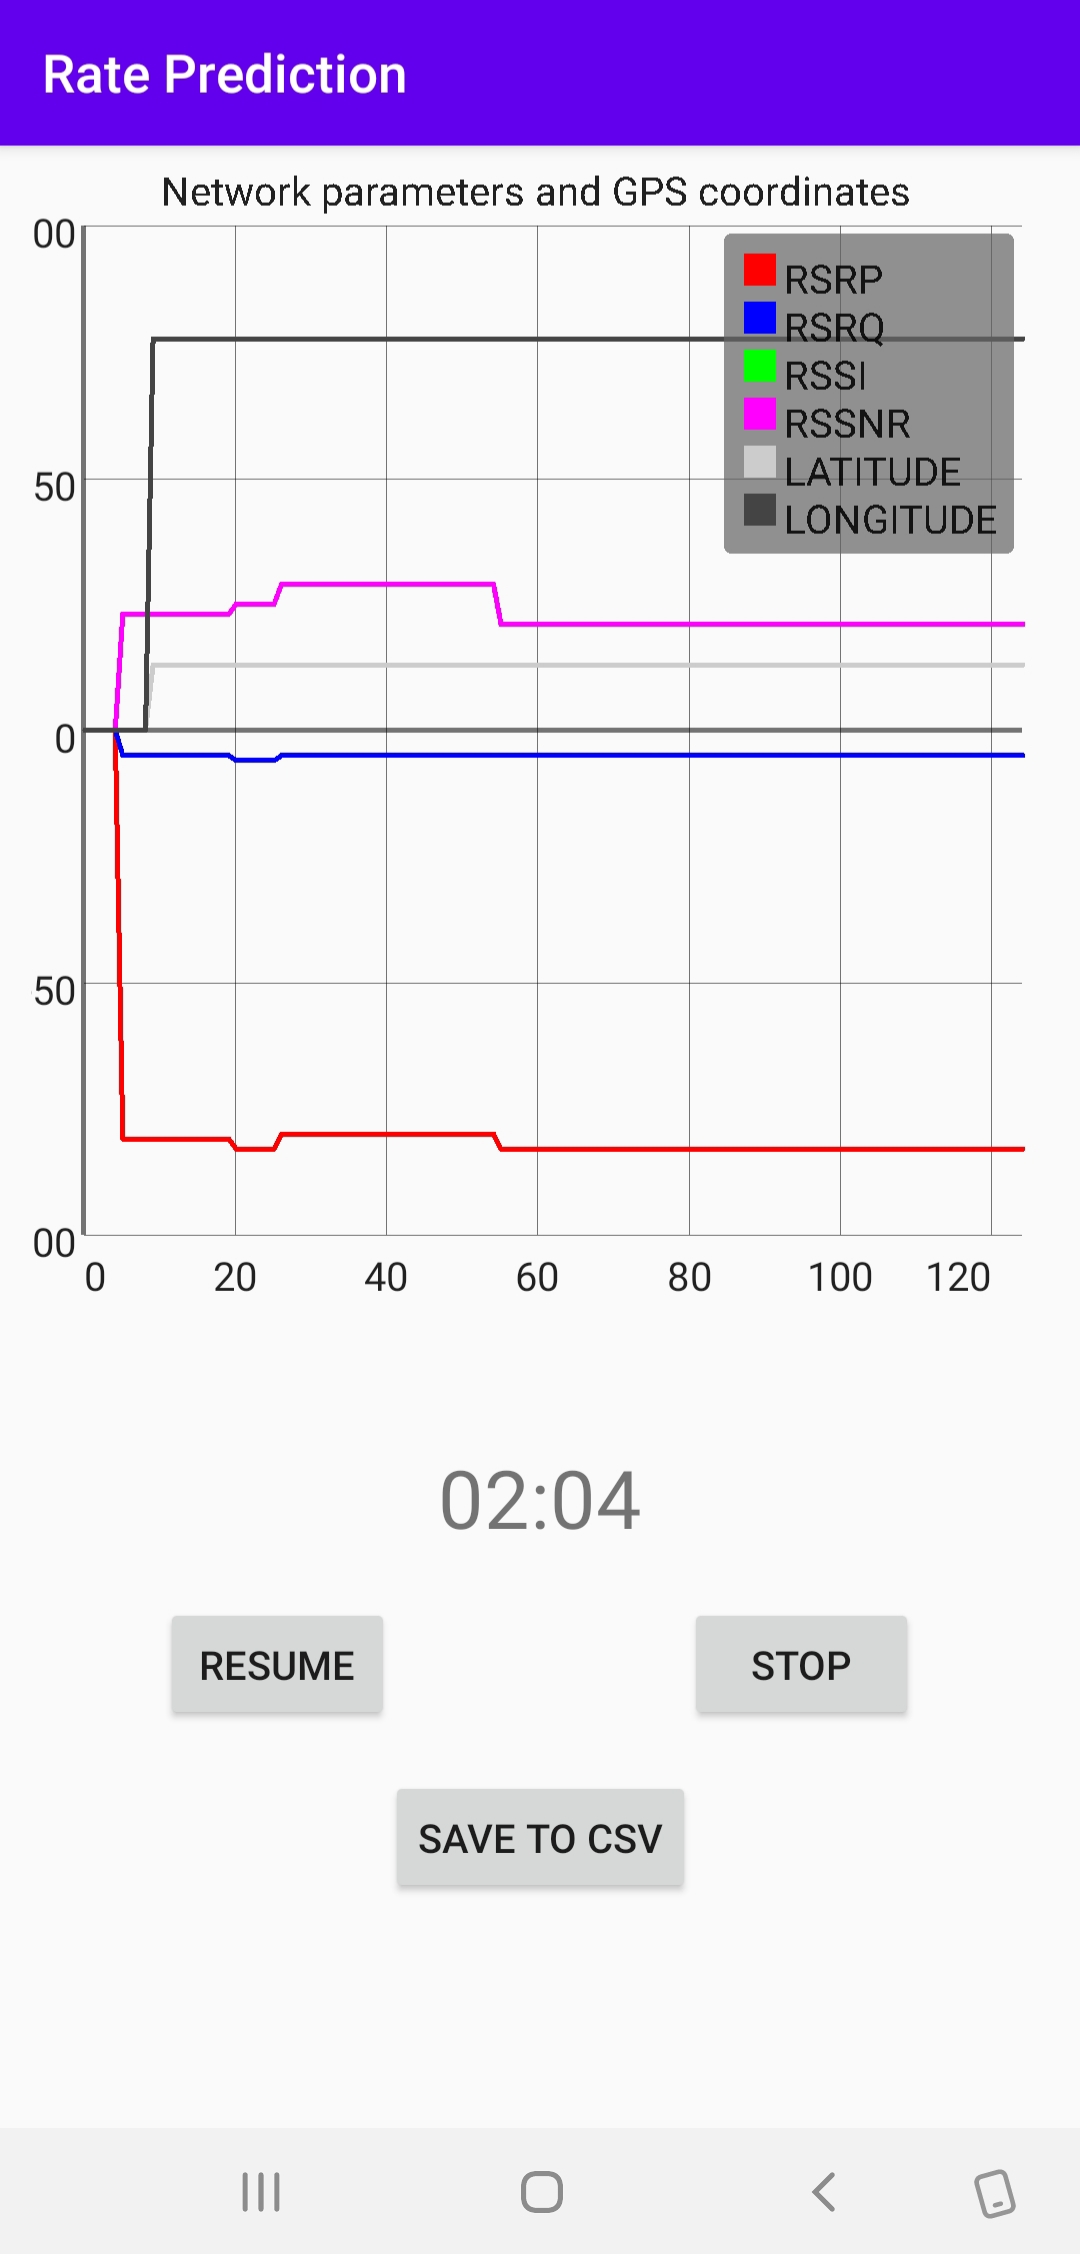 Rate Prediction
Network parameters and GPS coordinates
00
50
0
50
00
RSRP
RSRQ
RSSI
RSSNR
LATITUDE
LONGITUDE
0 20 40 60 80 100 120
02:04
RESUME STOP
SAVE TO CSV